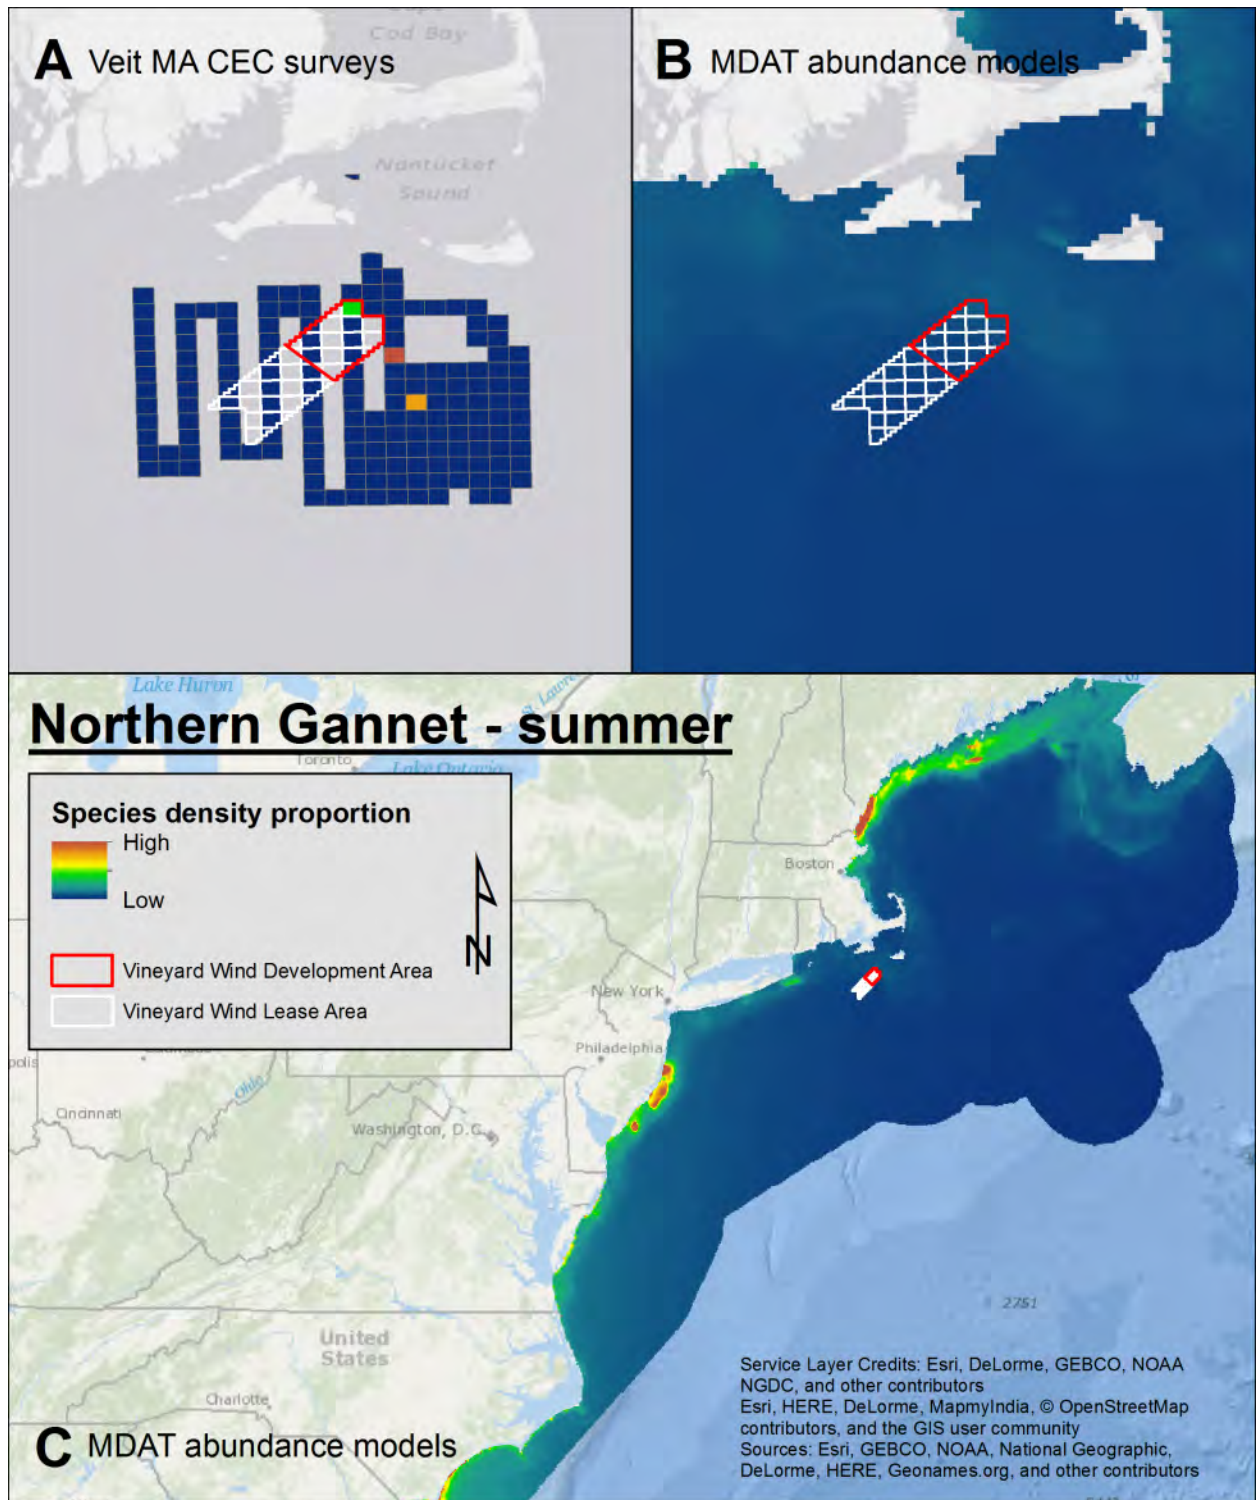 Cod Bay
A Veit MA CEC surveys
B MDAT abundance models
Nantucket
Sound
Lake Huron
St. Lawre
Northern Gannet - summer
Toronto
Lake Ontario
Species density proportion
High
Low
N
Vineyard Wind Development Area
Vineyard Wind Lease Area
Boston
New York
Philadelphia
polis
Columbus
Ohio
Cincinnati
Washington, D.C.
2751
United
States
Charlotte
Service Layer Credits: Esri, DeLorme, GEBCO, NOAA
NGDC, and other contributors
Esri, HERE, DeLorme, MapmyIndia, © OpenStreetMap
contributors, and the GIS user community
Sources: Esri, GEBCO, NOAA, National Geographic,
DeLorme, HERE, Geonames.org, and other contributors
C MDAT abundance models